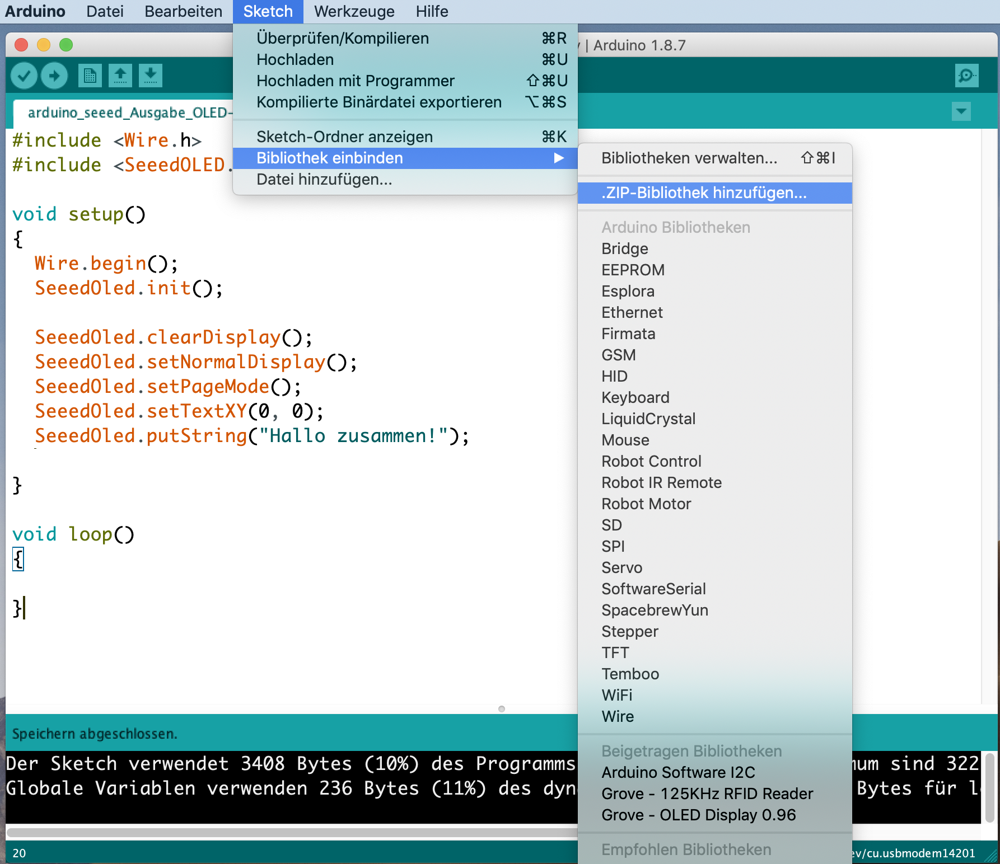 Arduino Datei Bearbeiten Sketch Werkzeuge Hilfe
| Arduino 1.8.7
Überprüfen/Kompilieren ⌘R
Hochladen ⌘U
Hochladen mit Programmer ⇧⌘U
Kompilierte Binärdatei exportieren ⌥⌘S
Sketch-Ordner anzeigen ⌘K
Bibliothek einbinden ▶
Datei hinzufügen...
Bibliotheken verwalten... ⇧⌘I
.ZIP-Bibliothek hinzufügen...
Arduino Bibliotheken
Bridge
EEPROM
Esplora
Ethernet
Firmata
GSM
HID
Keyboard
LiquidCrystal
Mouse
Robot Control
Robot IR Remote
Robot Motor
SD
SPI
Servo
SoftwareSerial
SpacebrewYun
Stepper
TFT
Temboo
WiFi
Wire
Beigetragen Bibliotheken
Arduino Software I2C
Grove - 125KHz RFID Reader
Grove - OLED Display 0.96
Empfohlen Bibliotheken
arduino_seeed_Ausgabe_OLED-
#include <Wire.h>
#include <SeeedOLED.
void setup()
{
Wire.begin();
SeeedOled.init();
SeeedOled.clearDisplay();
SeeedOled.setNormalDisplay();
SeeedOled.setPageMode();
SeeedOled.setTextXY(0, 0);
SeeedOled.putString("Hallo zusammen!");
}
void loop()
{
}
Speichern abgeschlossen.
Der Sketch verwendet 3408 Bytes (10%) des Programms mum sind 322
Globale Variablen verwenden 236 Bytes (11%) des dyn Bytes für l
20 ev/cu.usbmodem14201